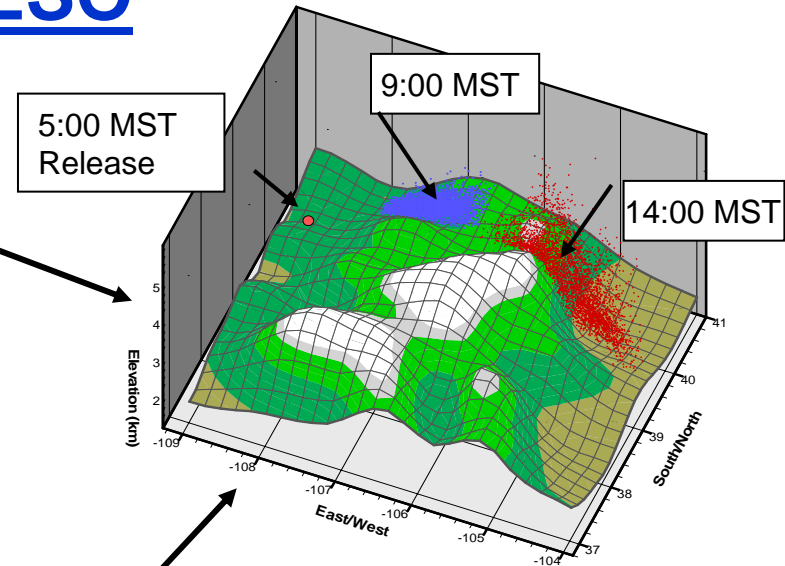 9:00 MST
5:00 MST
Release
14:00 MST
5
4
3
2
Elevation (km)
-109
-108
-107
-106
-105
-104
East/West
41
40
39
38
37
South/North